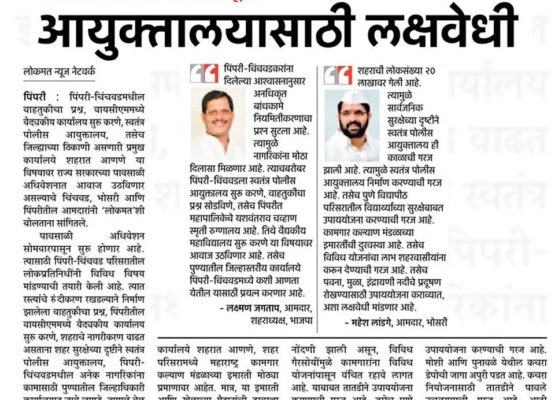 आयुक्तालयासाठी लक्षवेधी
लोकमत न्यूज नेटवर्क
पिंपरी : पिंपरी-चिंचवडमधील
वाहतुकीचा प्रश्न, वायसीएममध्ये
वैद्यकीय कार्यालय सुरू करणे, स्वतंत्र
पोलीस आयुक्तालय, तसेच
जिल्ह्याच्या ठिकाणी असणारी प्रमुख
कार्यालये शहरात आणणे या
विषयावर राज्य सरकारच्या पावसाळी
अधिवेशनात आवाज उठविणार
असल्याचे चिंचवड, भोसरी आणि
पिंपरीतील आमदारांनी 'लोकमत'शी
बोलताना सांगितले.
पावसाळी अधिवेशन
सोमवारपासून सुरु होणार आहे.
त्यासाठी पिंपरी-चिंचवड परिसरातील
लोकप्रतिनिधींनी विविध विषय
मांडण्याची तयारी केली आहे. त्यात
रस्त्यांचे रुंदीकरण रखडल्याने निर्माण
झालेला वाहतुकीचा प्रश्न, पिंपरीतील
वायसीएममध्ये वैद्यकीय कार्यालय
सुरू करणे, शहराचे नागरीकरण वाढत
असताना शहर सुरक्षेच्या दृष्टीने स्वतंत्र
पोलीस आयुक्तालय, पिंपरी-
चिंचवडमधील अनेक नागरिकांना
कामासाठी पुण्यातील जिल्हाधिकारी
पिंपरी-चिंचवडकरांना
दिलेल्या आश्वासनानुसार
अनधिकृत
बांधकामे
नियमितीकरणाचा
प्रश्न सुटला आहे.
त्यामुळे
नागरिकांना मोठा
दिलासा मिळणार आहे. त्याचबरोबर
पिंपरी-चिंचवडला स्वतंत्र पोलीस
आयुक्तालय सुरू करणे, वाहतुकीचा
प्रश्न सोडविणे, तसेच पिंपरीत
महापालिकेचे यशवंतराव चव्हाण
स्मृती रुग्णालय आहे. तिथे वैद्यकीय
महाविद्यालय सुरू करणे या विषयावर
आवाज उठविणार आहे. तसेच
पुण्यातील जिल्हास्तरीय कार्यालये
पिंपरी-चिंचवडमध्ये कशी आणता
येतील यासाठी प्रयत्न करणार आहे.
- लक्ष्मण जगताप, आमदार,
शहराध्यक्ष, भाजपा
शहराची लोकसंख्या २०
लाखावर गेली आहे.
त्यामुळे
सार्वजनिक
सुरक्षेच्या दृष्टीने
स्वतंत्र पोलीस
आयुक्तालय ही
काळाची गरज
झाली आहे. त्यामुळे स्वतंत्र पोलीस
आयुक्तालय निर्माण करण्याची गरज
आहे. तसेच पुणे विद्यापीठ
परिसरातील विद्यार्थ्यांच्या सुरक्षेबाबत
उपाययोजना करण्याची गरज आहे.
कामगार कल्याण मंडळाच्या
इमारतींची दुरवस्था आहे. तसेच
विविध योजनांचा लाभ शहरवासीयांना
करुन देण्याची गरज आहे. तसेच
पवना, मुळा, इंद्रायणी नदीचे प्रदूषण
रोखण्यासाठी उपाययोजना कराव्यात,
अशा लक्षवेधी मांडणार आहे.
- महेश लांडगे, आमदार, भोसरी
कार्यालये शहरात आणणे, शहर
परिसरामध्ये महाराष्ट्र कामगार
कल्याण मंडळाच्या इमारती मोठ्या
प्रमाणावर आहेत. मात्र, या इमारती
नोंदणी झाली असून, विविध
गैरसोयींमुळे कामगारांना विविध
योजनांपासून वंचित रहावे लागत
आहे. याबाबत तातडीने उपाययोजना
उपाययोजना करण्याची गरज आहे.
मोशी आणि पुनावळे येथील कचरा
डेपोची जागा अपुरी पडत आहे. कचरा
नियोजनासाठी तातडीने पावले